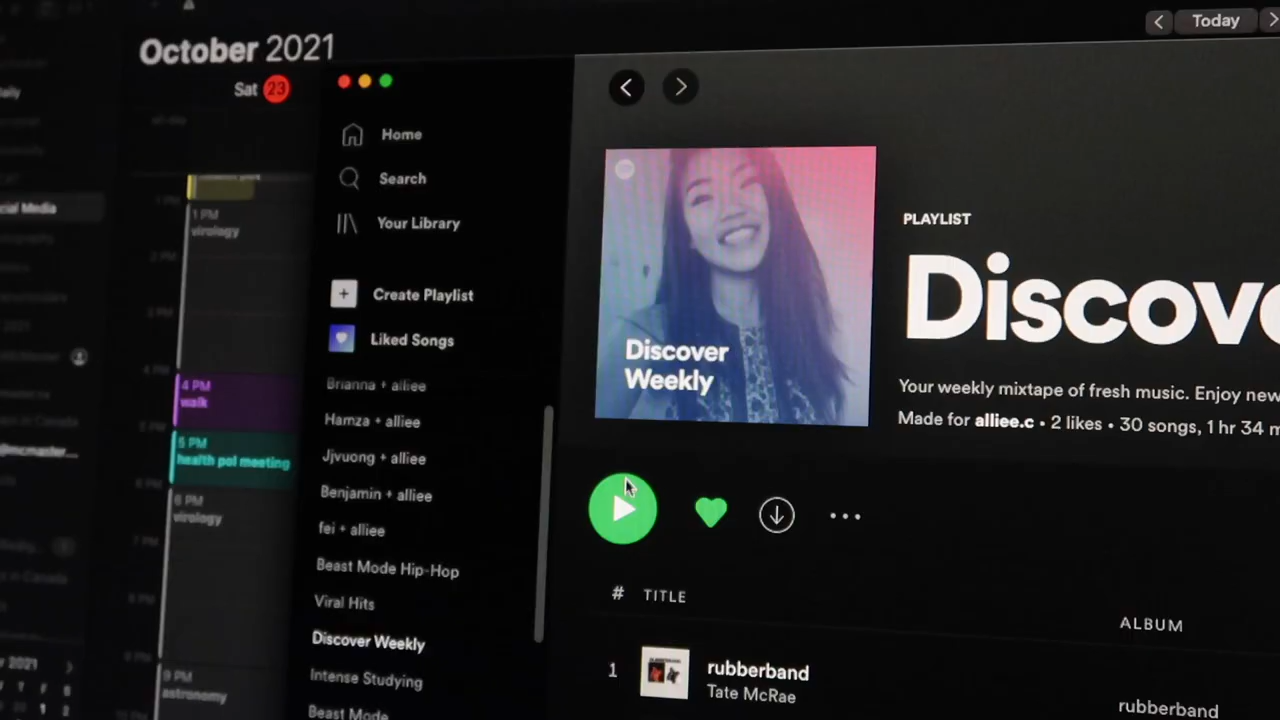 October 2021
Today
Sat 23
1 PM
virology
4 PM
walk
5 PM
health pol meeting
6 PM
virology
9 PM
astronomy
Home
Search
Your Library
Create Playlist
Liked Songs
Brianna + alliee
Hamza + alliee
Jjvuong + alliee
Benjamin + alliee
fei + alliee
Beast Mode Hip-Hop
Viral Hits
Discover Weekly
Intense Studying
Beast Mode
Discover
Weekly
PLAYLIST
Discove
Your weekly mixtape of fresh music. Enjoy new
Made for alliee.c • 2 likes • 30 songs, 1 hr 34 m
# TITLE
ALBUM
1 rubberband
Tate McRae
rubberband